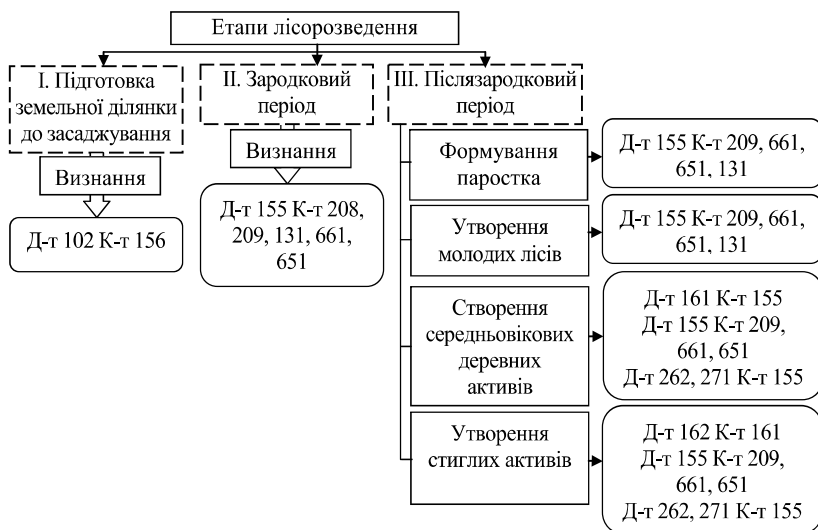 Етапи лісорозведення
І. Підготовка
земельної ділянки
до засаджування
Визнання
Д-т 102 К-т 156
ІІ. Зародковий
період
Визнання
Д-т 155 К-т 208,
209, 131, 661,
651
ІІІ. Післязародковий
період
Формування
паростка
Д-т 155 К-т 209, 661,
651, 131
Утворення
молодих лісів
Д-т 155 К-т 209, 661,
651, 131
Створення
середньовікових
деревних
активів
Д-т 161 К-т 155
Д-т 155 К-т 209,
661, 651
Д-т 262, 271 К-т 155
Утворення
стиглих активів
Д-т 162 К-т 161
Д-т 155 К-т 209,
661, 651
Д-т 262, 271 К-т 155